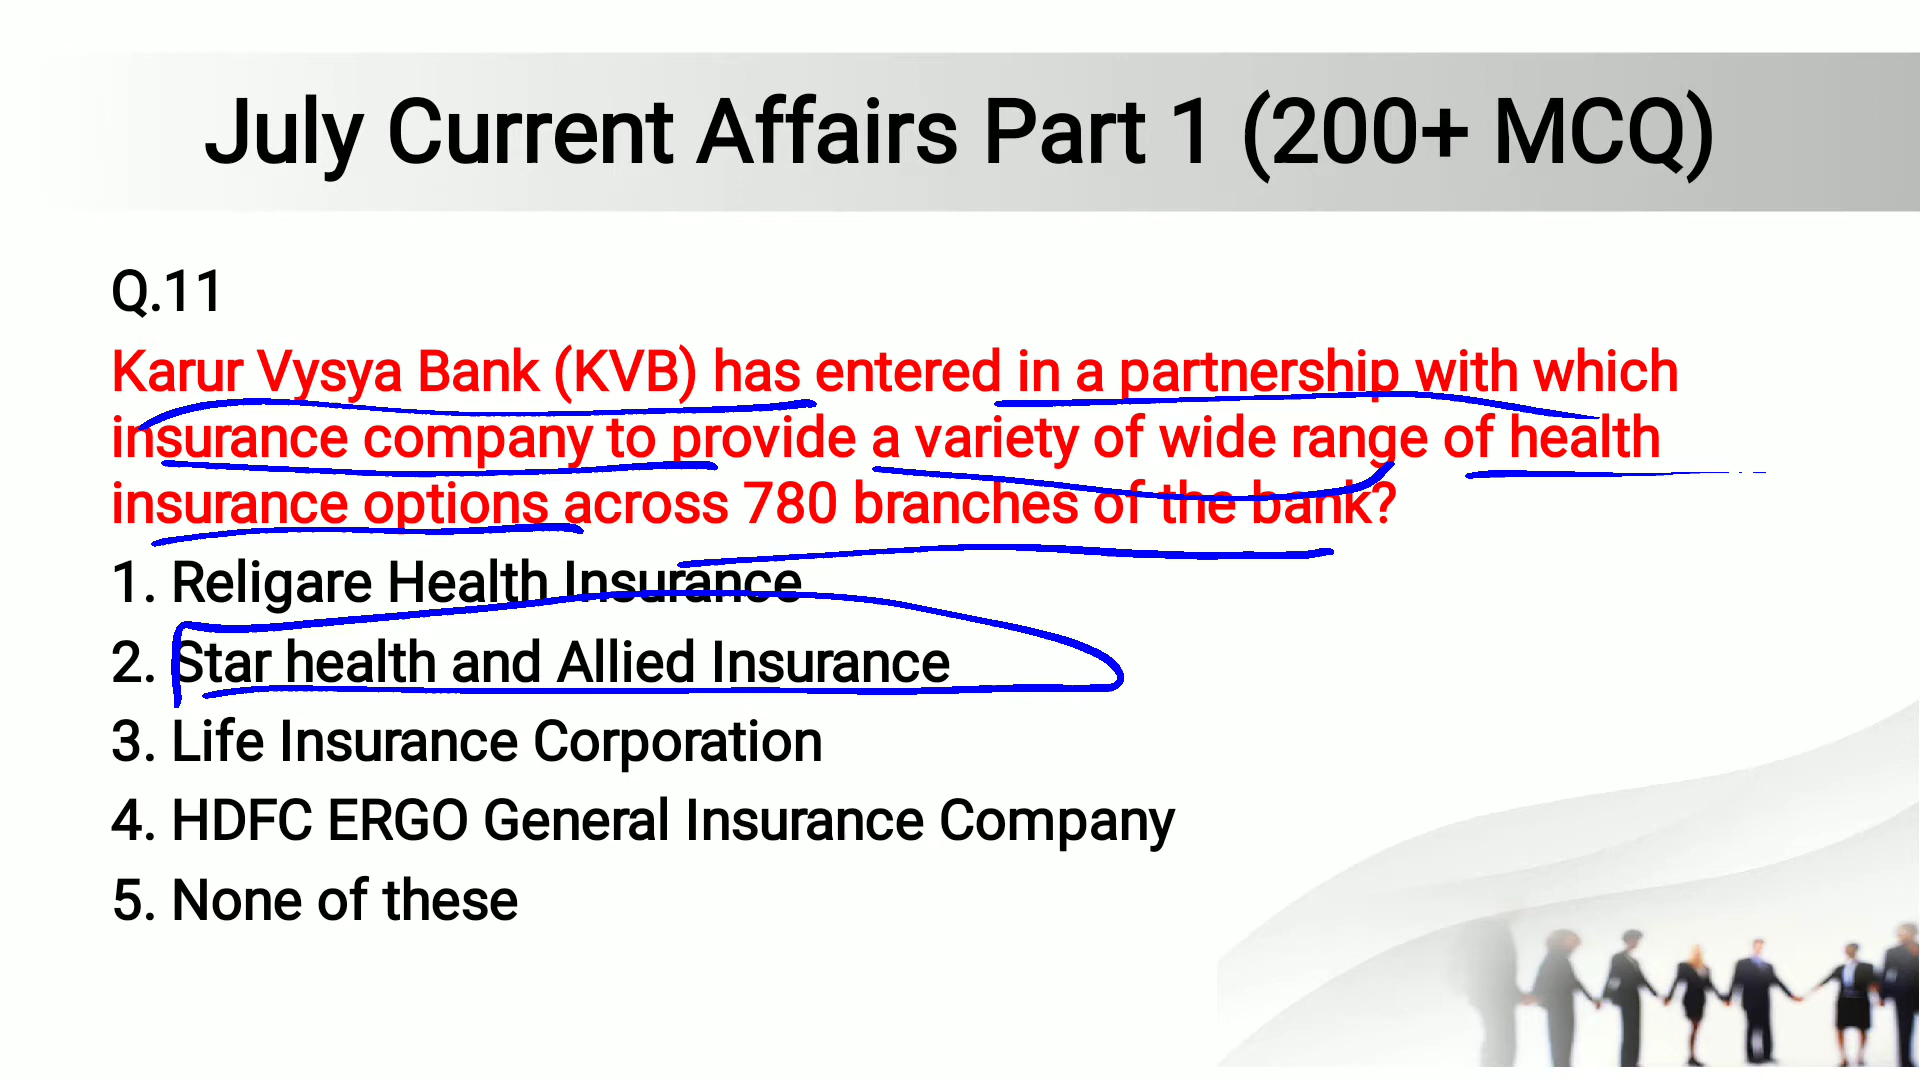 July Current Affairs Part 1 (200+ MCQ)
Q.11
Karur Vysya Bank (KVB) has entered in a partnership with which
insurance company to provide a variety of wide range of health
insurance options across 780 branches of the bank?
1. Religare Health Insurance
2. Star health and Allied Insurance
3. Life Insurance Corporation
4. HDFC ERGO General Insurance Company
5. None of these